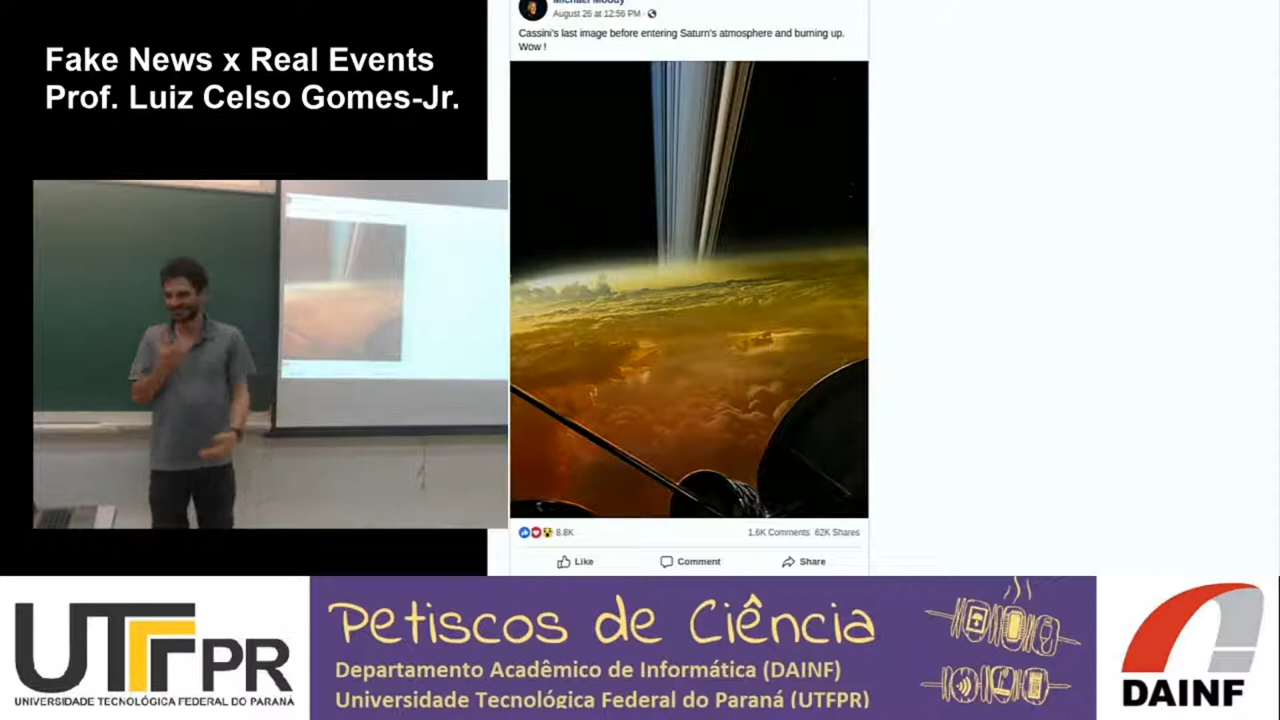 Fake News x Real Events
Prof. Luiz Celso Gomes-Jr.
Michael Moody
August 26 at 12:56 PM ·
Cassini's last image before entering Saturn's atmosphere and burning up.
Wow !
8.8K
1.6K Comments 62K Shares
Like
Comment
Share
UTFPR
UNIVERSIDADE TECNOLÓGICA FEDERAL DO PARANÁ
Petiscos de Ciência
Departamento Acadêmico de Informática (DAINF)
Universidade Tecnológica Federal do Paraná (UTFPR)
DAINF